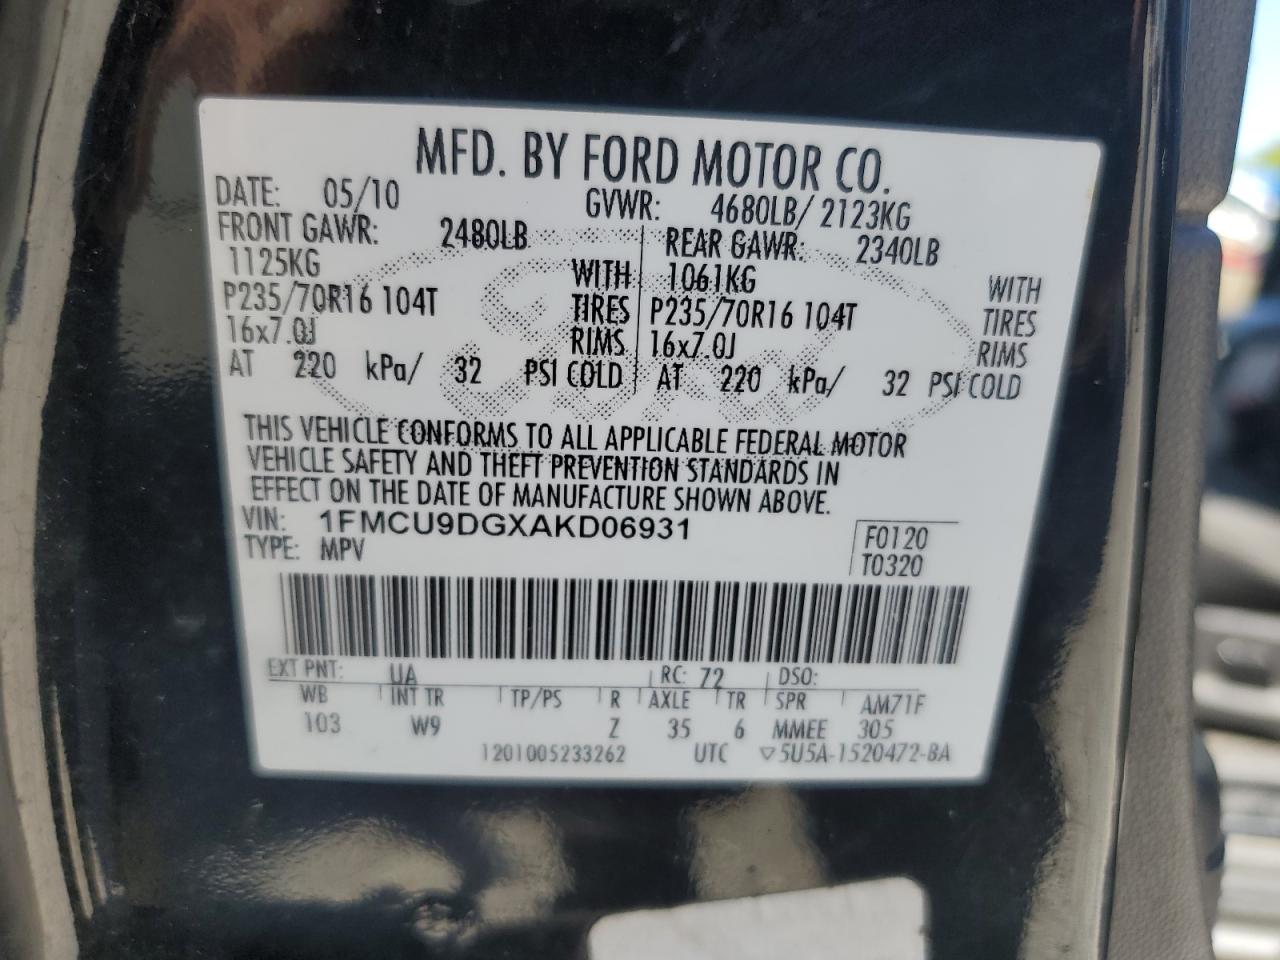 MFD. BY FORD MOTOR CO.
DATE: 05/10 GVWR: 4680LB/ 2123KG
FRONT GAWR: 2480LB REAR GAWR: 2340LB
1125KG WITH 1061KG WITH
P235/70R16 104T TIRES P235/70R16 104T TIRES
16x7.0J RIMS 16x7.0J RIMS
AT 220 kPa/ 32 PSI COLD AT 220 kPa/ 32 PSI COLD
THIS VEHICLE CONFORMS TO ALL APPLICABLE FEDERAL MOTOR
VEHICLE SAFETY AND THEFT PREVENTION STANDARDS IN
EFFECT ON THE DATE OF MANUFACTURE SHOWN ABOVE.
VIN: 1FMCU9DGXAKD06931
TYPE: MPV
F0120
T0320
EXT PNT: UA RC: 72 DSO:
WB INT TR TP/PS R AXLE TR SPR AM71F
103 W9 Z 35 6 MMEE 305
1201005233262 UTC ▽5U5A-1520472-BA